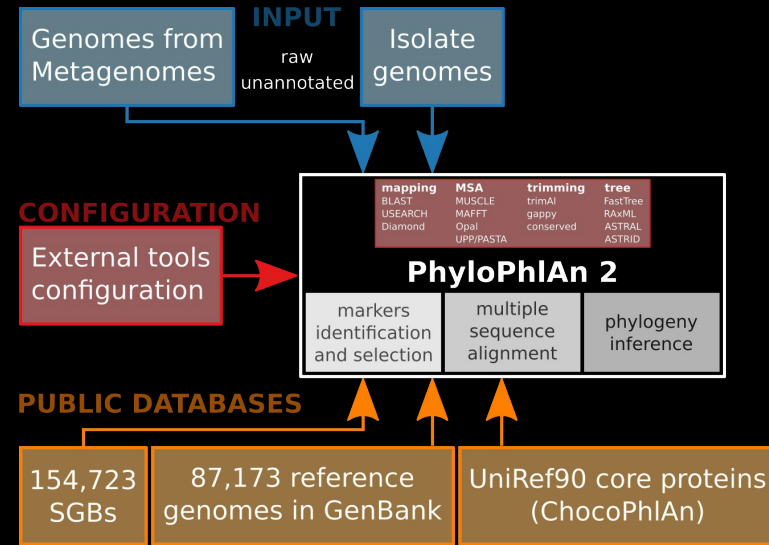 INPUT
Genomes from
Metagenomes
raw
unannotated
Isolate
genomes
CONFIGURATION
External tools
configuration
mapping MSA trimming tree
BLAST MUSCLE trimAl FastTree
USEARCH MAFFT gappy RAxML
Diamond Opal conserved ASTRAL
UPP/PASTA ASTRID
PhyloPhlAn 2
markers
identification
and selection
multiple
sequence
alignment
phylogeny
inference
PUBLIC DATABASES
154,723
SGBs
87,173 reference
genomes in GenBank
UniRef90 core proteins
(ChocoPhlAn)